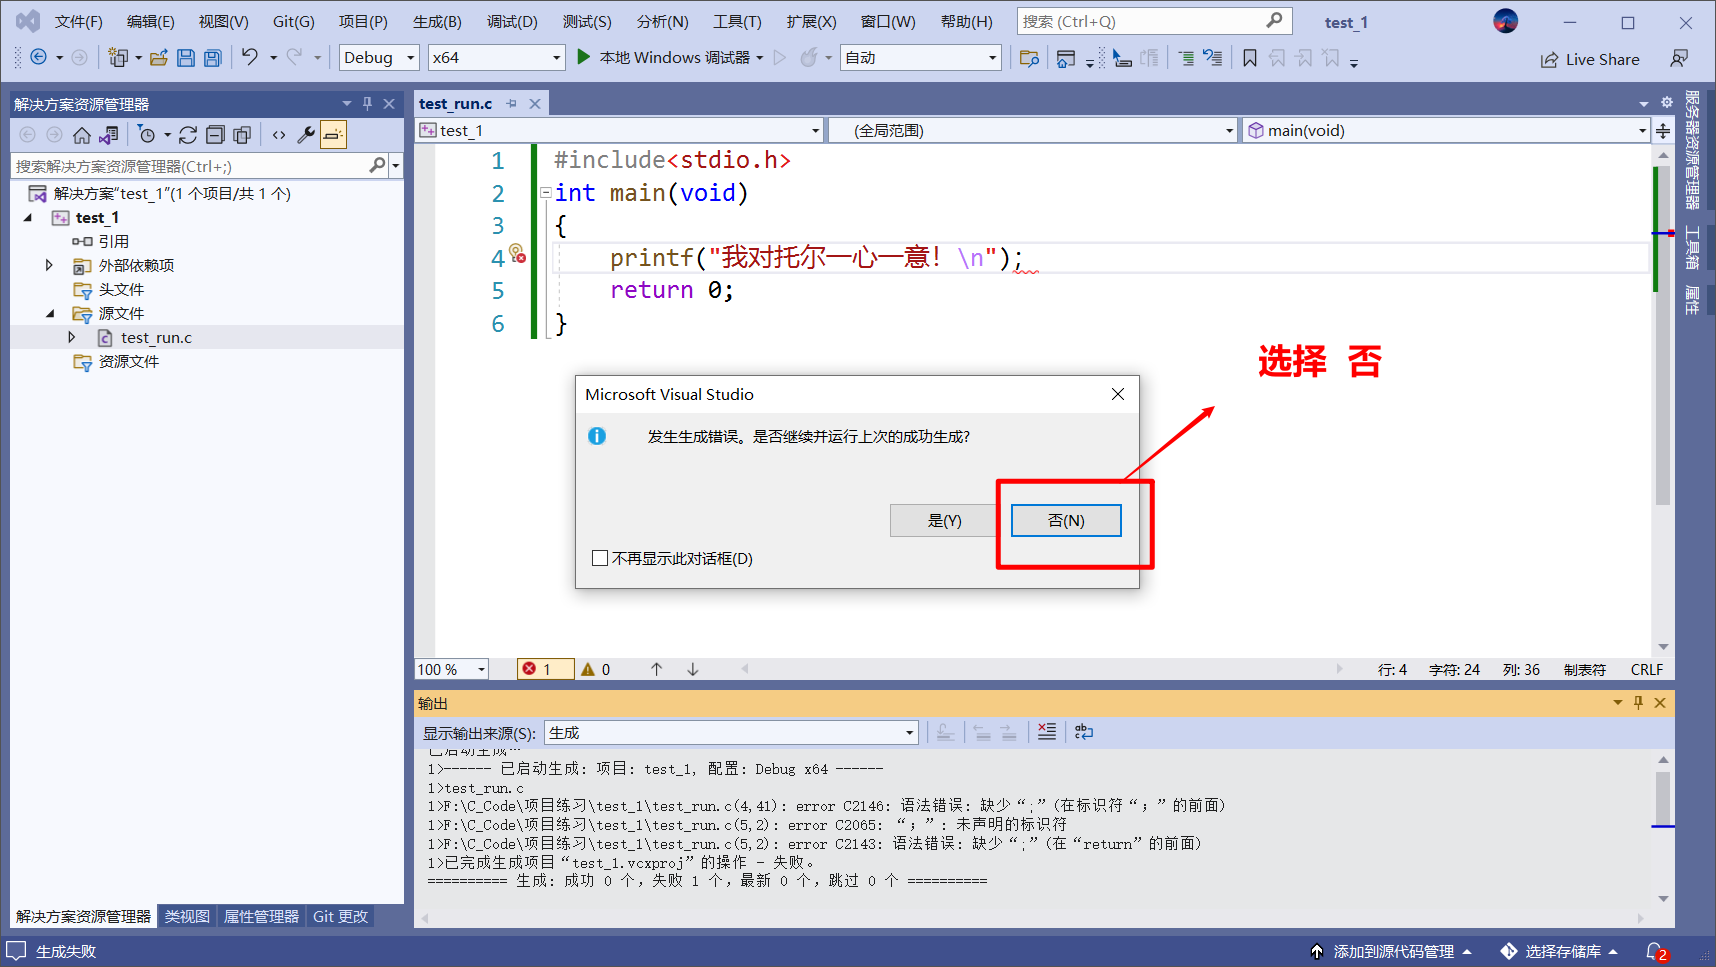 文件(F) 编辑(E) 视图(V) Git(G) 项目(P) 生成(B) 调试(D) 测试(S) 分析(N) 工具(T) 扩展(X) 窗口(W) 帮助(H) 搜索 (Ctrl+Q) test_1
Debug x64 本地 Windows 调试器 自动 Live Share
解决方案资源管理器
搜索解决方案资源管理器(Ctrl+;)
解决方案“test_1”(1 个项目/共 1 个)
test_1
引用
外部依赖项
头文件
源文件
test_run.c
资源文件
解决方案资源管理器 类视图 属性管理器 Git 更改
test_run.c
test_1 (全局范围) main(void)
1 #include<stdio.h>
2 int main(void)
3 {
4 printf("我对托尔一心一意！\n")；
5 return 0;
6 }
选择 否
Microsoft Visual Studio
发生生成错误。是否继续并运行上次的成功生成?
是(Y) 否(N)
不再显示此对话框(D)
100 % 1 0 行: 4 字符: 24 列: 36 制表符 CRLF
输出
显示输出来源(S): 生成
已启动生成…
1>------ 已启动生成: 项目: test_1, 配置: Debug x64 ------
1>test_run.c
1>F:\C_Code\项目练习\test_1\test_run.c(4,41): error C2146: 语法错误: 缺少“;”(在标识符“；”的前面)
1>F:\C_Code\项目练习\test_1\test_run.c(5,2): error C2065: “；”: 未声明的标识符
1>F:\C_Code\项目练习\test_1\test_run.c(5,2): error C2143: 语法错误: 缺少“;”(在“return”的前面)
1>已完成生成项目“test_1.vcxproj”的操作 - 失败。
========== 生成: 成功 0 个，失败 1 个，最新 0 个，跳过 0 个 ==========
服务器资源管理器
工具箱
属性
生成失败 添加到源代码管理 选择存储库 2